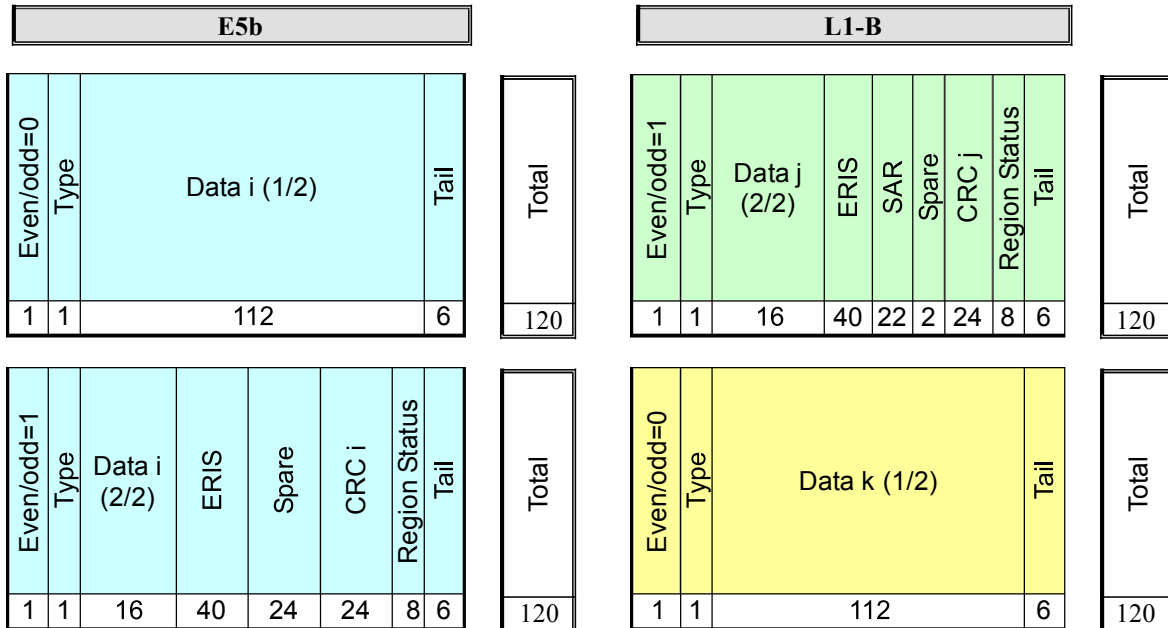 E5b
L1-B
Even/odd=0
Type
Data i (1/2)
Tail
Total
1 1 112 6 120
Even/odd=1
Type
Data j
(2/2)
ERIS
SAR
Spare
CRC j
Region Status
Tail
Total
1 1 16 40 22 2 24 8 6 120
Even/odd=1
Type
Data i
(2/2)
ERIS
Spare
CRC i
Region Status
Tail
Total
1 1 16 40 24 24 8 6 120
Even/odd=0
Type
Data k (1/2)
Tail
Total
1 1 112 6 120